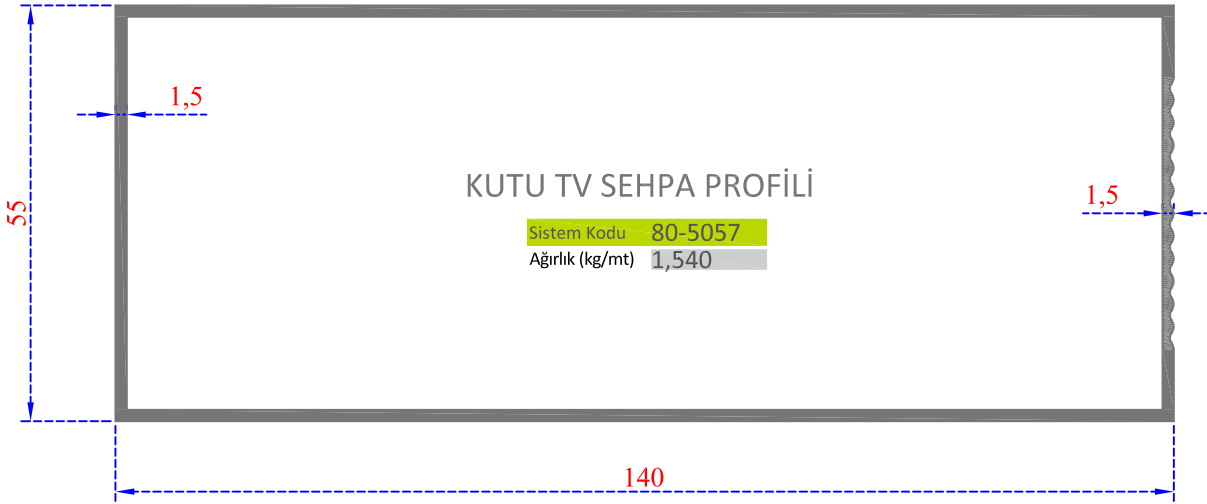 1,5
55
KUTU TV SEHPA PROFİLİ
1,5
Sistem Kodu 80-5057
Ağırlık (kg/mt) 1,540
140